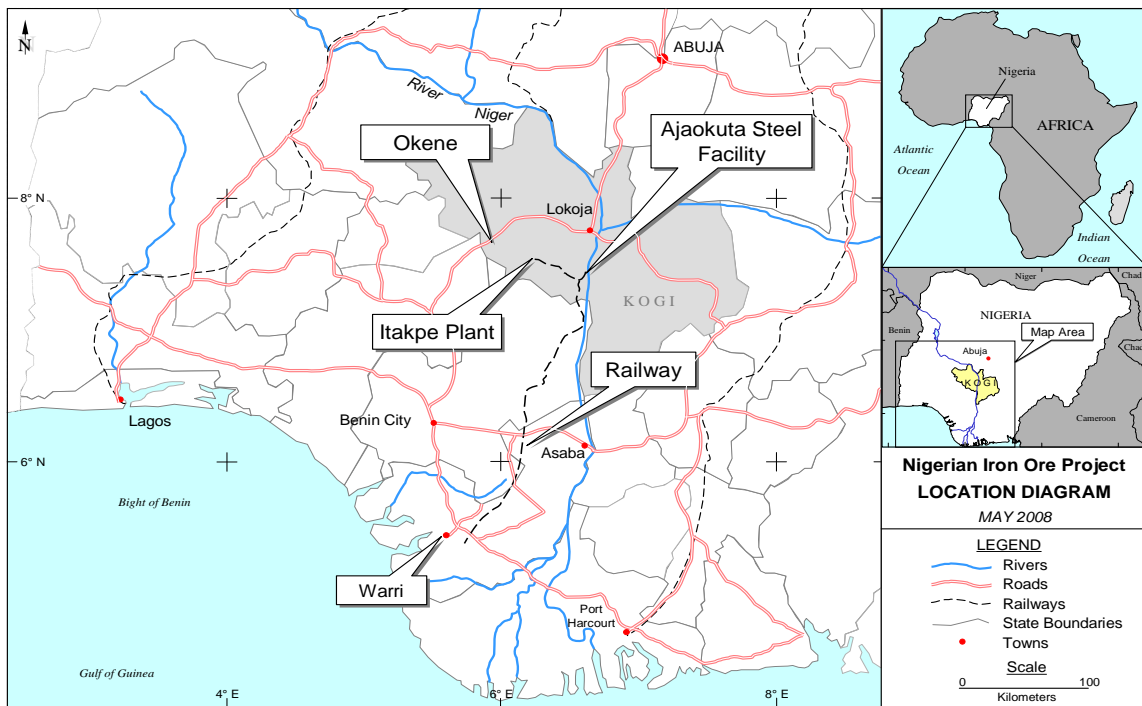 N
ABUJA
River
Niger
Okene
Ajaokuta Steel
Facility
8° N
Lokoja
KOGI
Itakpe Plant
Railway
Lagos
Benin City
Asaba
6° N
Bight of Benin
Warri
Port
Harcourt
Gulf of Guinea
4° E
6° E
8° E
Nigeria
AFRICA
Atlantic
Ocean
Indian
Ocean
Niger
Chad
Benin
NIGERIA
Map Area
Abuja
KOGI
Chad
Cameroon
Nigerian Iron Ore Project
LOCATION DIAGRAM
MAY 2008
LEGEND
Rivers
Roads
Railways
State Boundaries
Towns
Scale
0 100
Kilometers